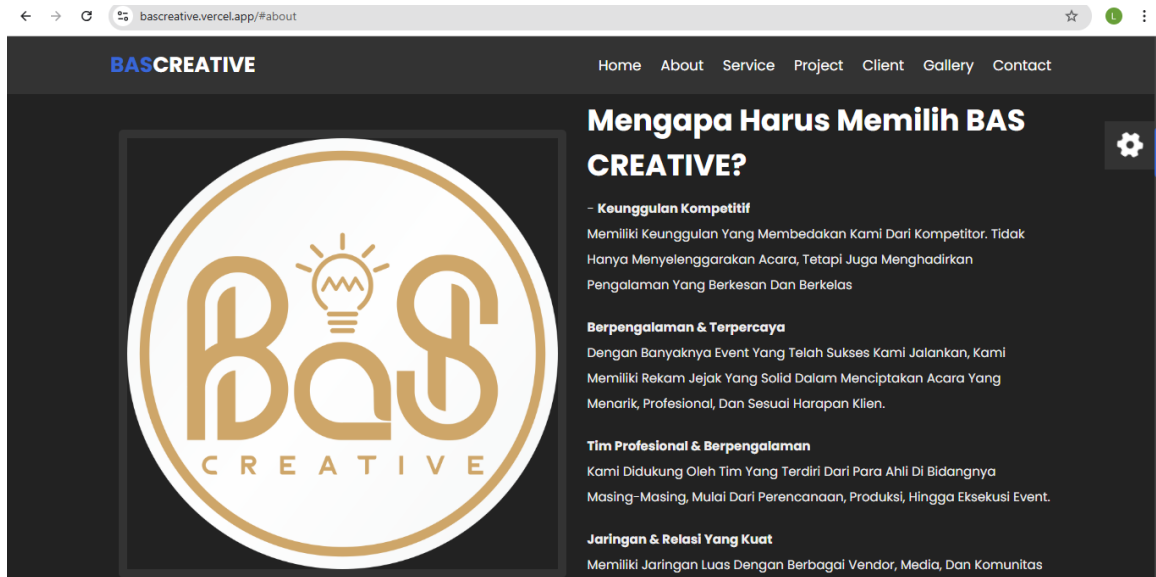 bascreative.vercel.app/#about
L
BASCREATIVE
Home About Service Project Client Gallery Contact
BaS
CREATIVE
Mengapa Harus Memilih BAS
CREATIVE?
- Keunggulan Kompetitif
Memiliki Keunggulan Yang Membedakan Kami Dari Kompetitor. Tidak
Hanya Menyelenggarakan Acara, Tetapi Juga Menghadirkan
Pengalaman Yang Berkesan Dan Berkelas
Berpengalaman & Terpercaya
Dengan Banyaknya Event Yang Telah Sukses Kami Jalankan, Kami
Memiliki Rekam Jejak Yang Solid Dalam Menciptakan Acara Yang
Menarik, Profesional, Dan Sesuai Harapan Klien.
Tim Profesional & Berpengalaman
Kami Didukung Oleh Tim Yang Terdiri Dari Para Ahli Di Bidangnya
Masing-Masing, Mulai Dari Perencanaan, Produksi, Hingga Eksekusi Event.
Jaringan & Relasi Yang Kuat
Memiliki Jaringan Luas Dengan Berbagai Vendor, Media, Dan Komunitas